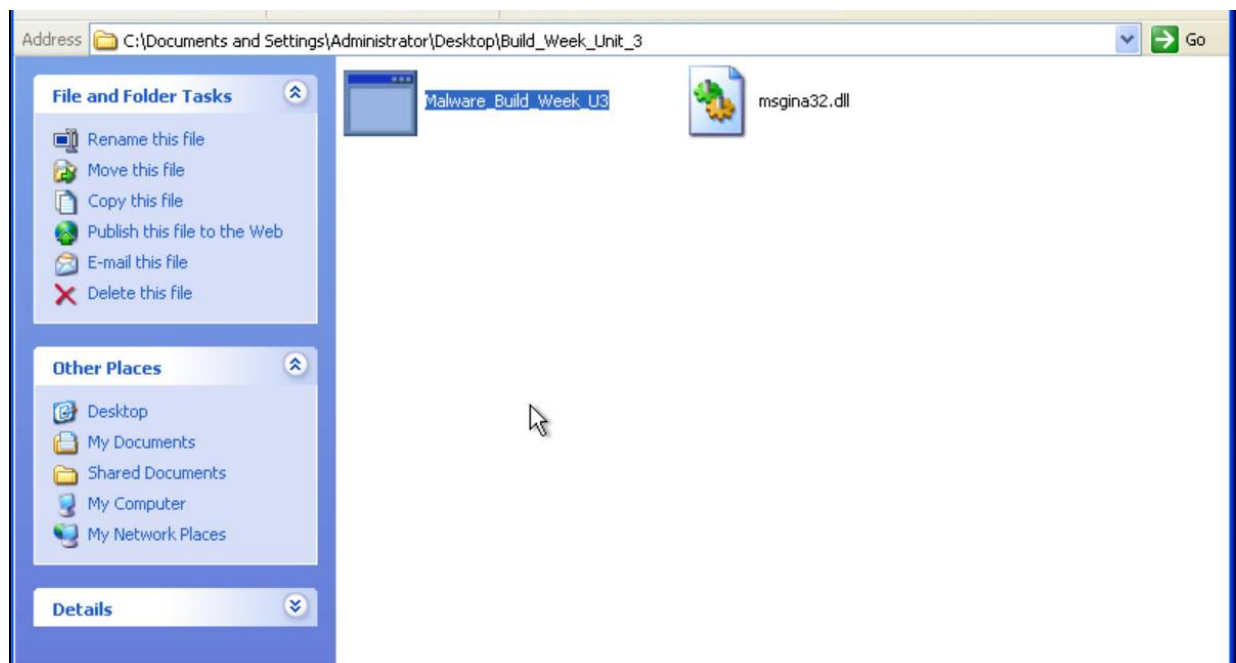 Address C:\Documents and Settings\Administrator\Desktop\Build_Week_Unit_3 Go
File and Folder Tasks
Rename this file
Move this file
Copy this file
Publish this file to the Web
E-mail this file
Delete this file
Other Places
Desktop
My Documents
Shared Documents
My Computer
My Network Places
Details
Malware_Build_Week_U3
msgina32.dll